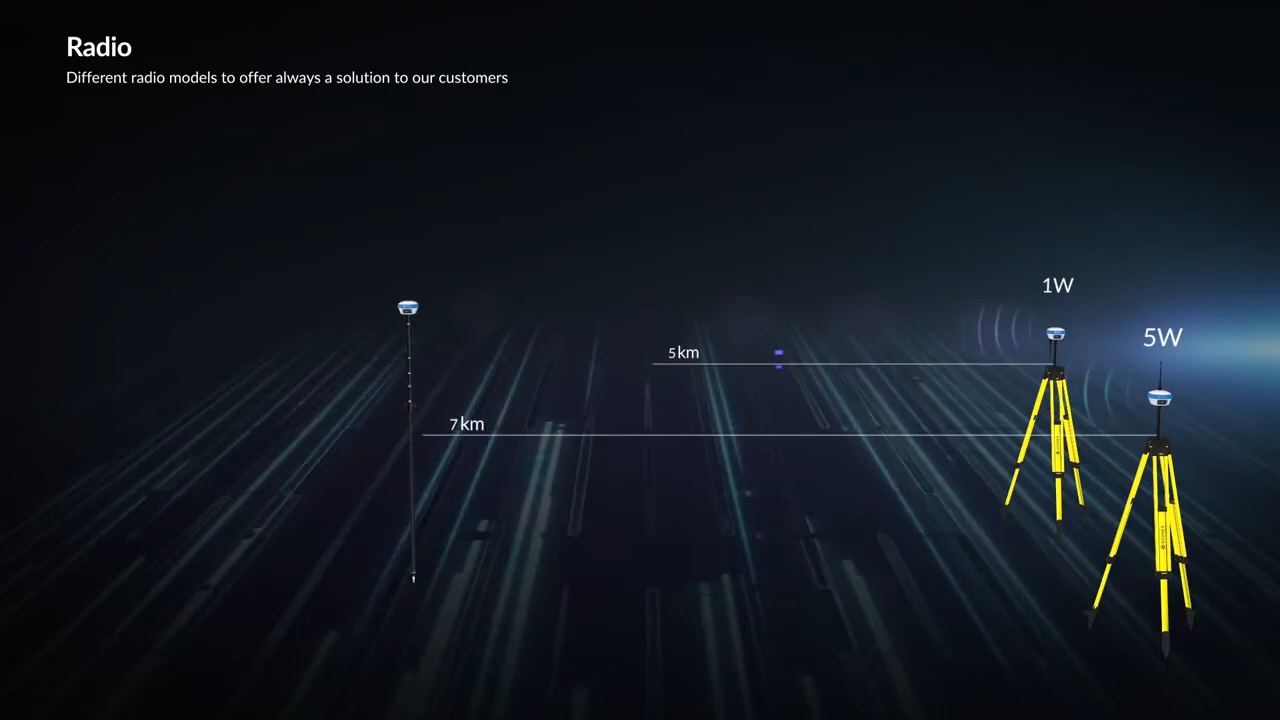 Radio
Different radio models to offer always a solution to our customers
1W
5W
5km
7km